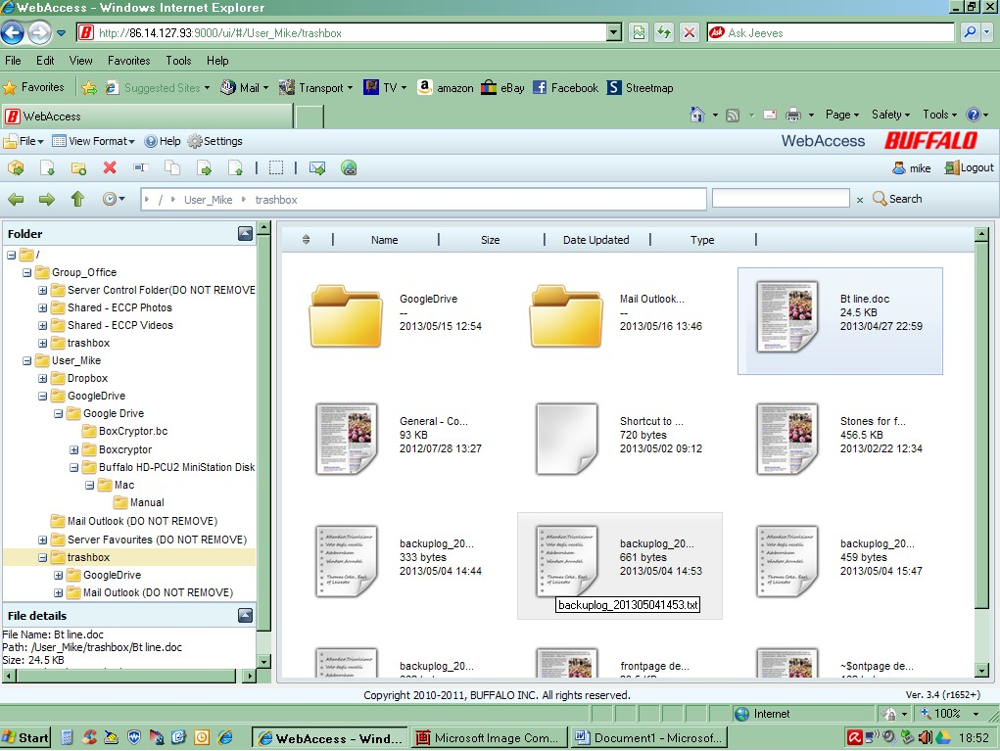 WebAccess - Windows Internet Explorer
http://86.14.127.93:9000/ui/#/User_Mike/trashbox
Ask Jeeves
File Edit View Favorites Tools Help
Favorites Suggested Sites Mail Transport TV amazon eBay Facebook Streetmap
WebAccess
Page Safety Tools
File View Format Help Settings
WebAccess BUFFALO
mike Logout
/ User_Mike trashbox
x Search
Folder
/
Group_Office
Server Control Folder(DO NOT REMOVE
Shared - ECCP Photos
Shared - ECCP Videos
trashbox
User_Mike
Dropbox
GoogleDrive
Google Drive
BoxCryptor.bc
Boxcryptor
Buffalo HD-PCU2 MiniStation Disk
Mac
Manual
Mail Outlook (DO NOT REMOVE)
Server Favourites (DO NOT REMOVE)
trashbox
GoogleDrive
Mail Outlook (DO NOT REMOVE)
File details
File Name: Bt line.doc
Path: /User_Mike/trashbox/Bt line.doc
Size: 24.5 KB
Name Size Date Updated Type
GoogleDrive
--
2013/05/15 12:54
Mail Outlook...
--
2013/05/16 13:46
Bt line.doc
24.5 KB
2013/04/27 22:59
General - Co...
93 KB
2012/07/28 13:27
Shortcut to ...
720 bytes
2013/05/02 09:12
Stones for f...
456.5 KB
2013/02/22 12:34
backuplog_20...
333 bytes
2013/05/04 14:44
backuplog_20...
661 bytes
2013/05/04 14:53
backuplog_201305041453.txt
backuplog_20...
459 bytes
2013/05/04 15:47
backuplog_20...
frontpage de...
~$ontpage de...
Copyright 2010-2011, BUFFALO INC. All rights reserved.
Ver. 3.4 (r1652+)
Internet 100%
Start WebAccess - Wind... Microsoft Image Com... Document1 - Microsof... 18:52